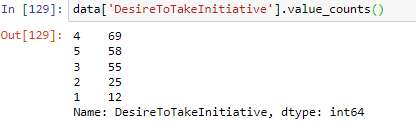 In [129]: data['DesireToTakeInitiative'].value_counts()
Out[129]: 4    69
5    58
3    55
2    25
1    12
Name: DesireToTakeInitiative, dtype: int64